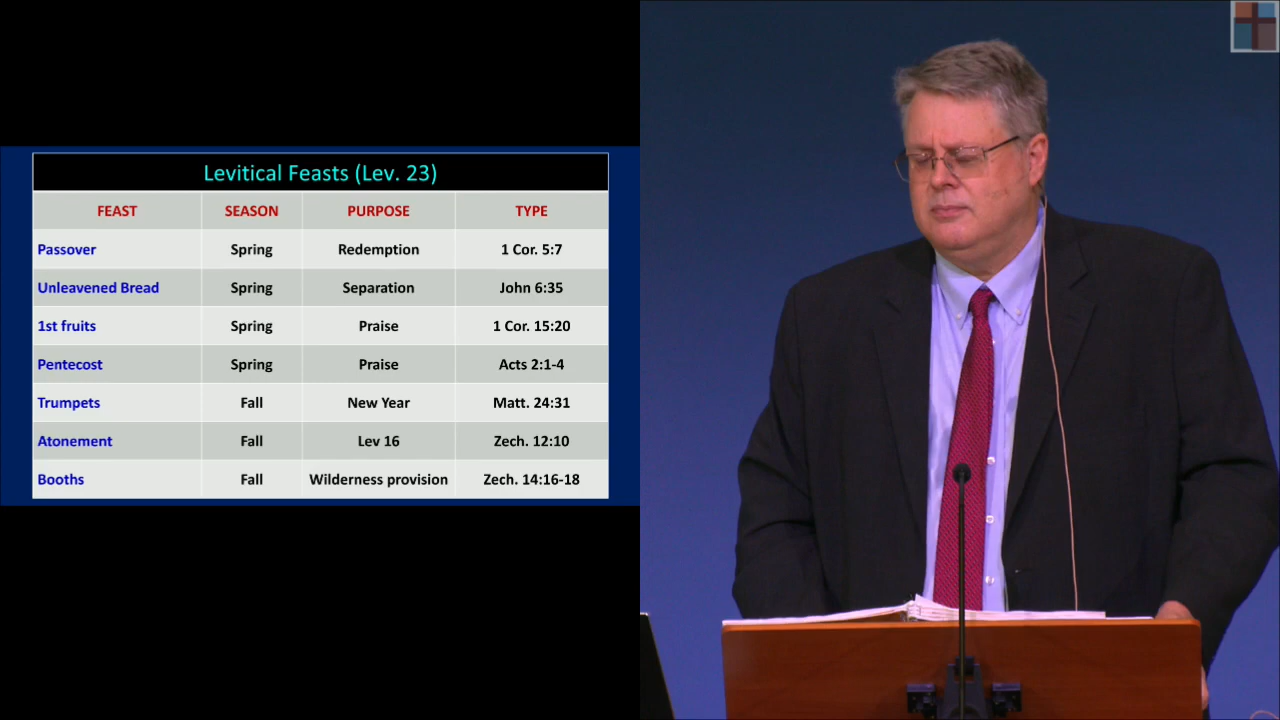 Levitical Feasts (Lev. 23)
FEAST SEASON PURPOSE TYPE
Passover Spring Redemption 1 Cor. 5:7
Unleavened Bread Spring Separation John 6:35
1st fruits Spring Praise 1 Cor. 15:20
Pentecost Spring Praise Acts 2:1-4
Trumpets Fall New Year Matt. 24:31
Atonement Fall Lev 16 Zech. 12:10
Booths Fall Wilderness provision Zech. 14:16-18